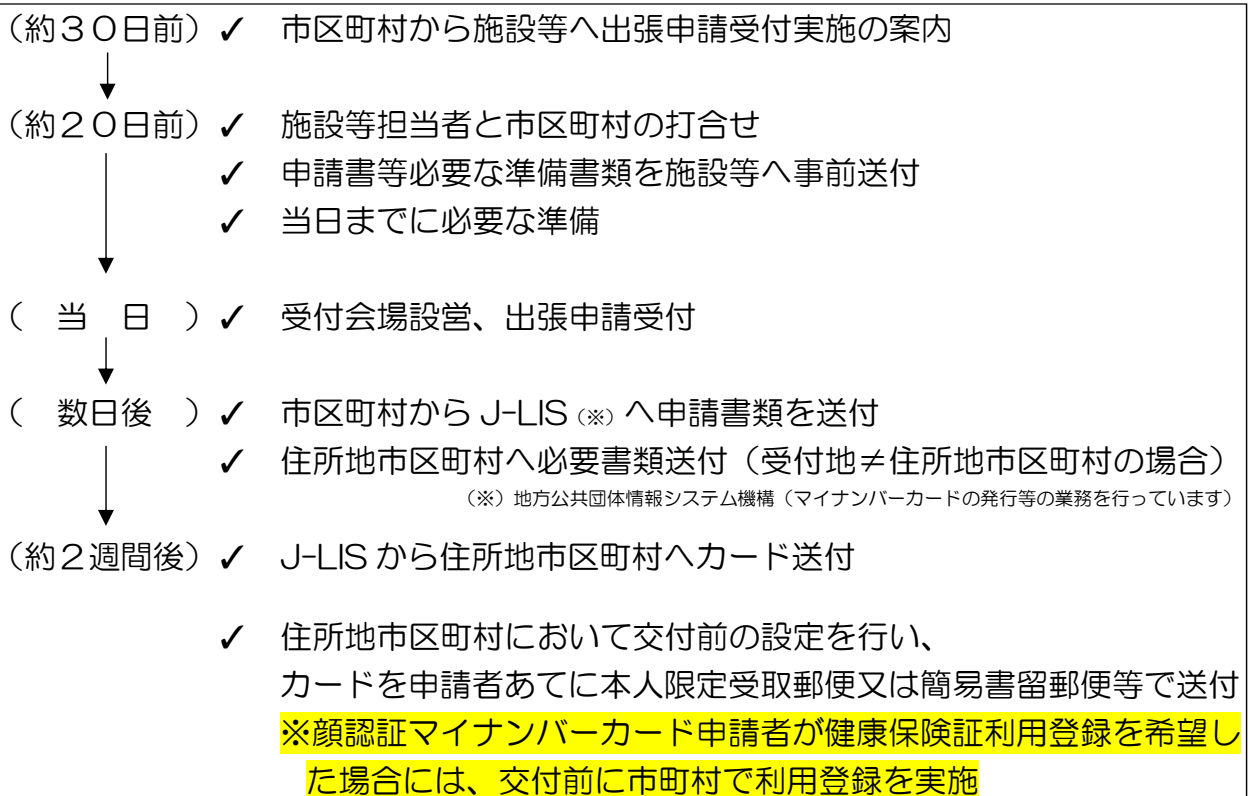 （約３０日前）✓ 市区町村から施設等へ出張申請受付実施の案内
（約２０日前）✓ 施設等担当者と市区町村の打合せ
✓ 申請書等必要な準備書類を施設等へ事前送付
✓ 当日までに必要な準備
（ 当 日 ）✓ 受付会場設営、出張申請受付
（ 数日後 ）✓ 市区町村から J-LIS（※）へ申請書類を送付
✓ 住所地市区町村へ必要書類送付（受付地≠住所地市区町村の場合）
（※）地方公共団体情報システム機構（マイナンバーカードの発行等の業務を行っています）
（約２週間後）✓ J-LIS から住所地市区町村へカード送付
✓ 住所地市区町村において交付前の設定を行い、
カードを申請者あてに本人限定受取郵便又は簡易書留郵便等で送付
※顔認証マイナンバーカード申請者が健康保険証利用登録を希望し
た場合には、交付前に市町村で利用登録を実施